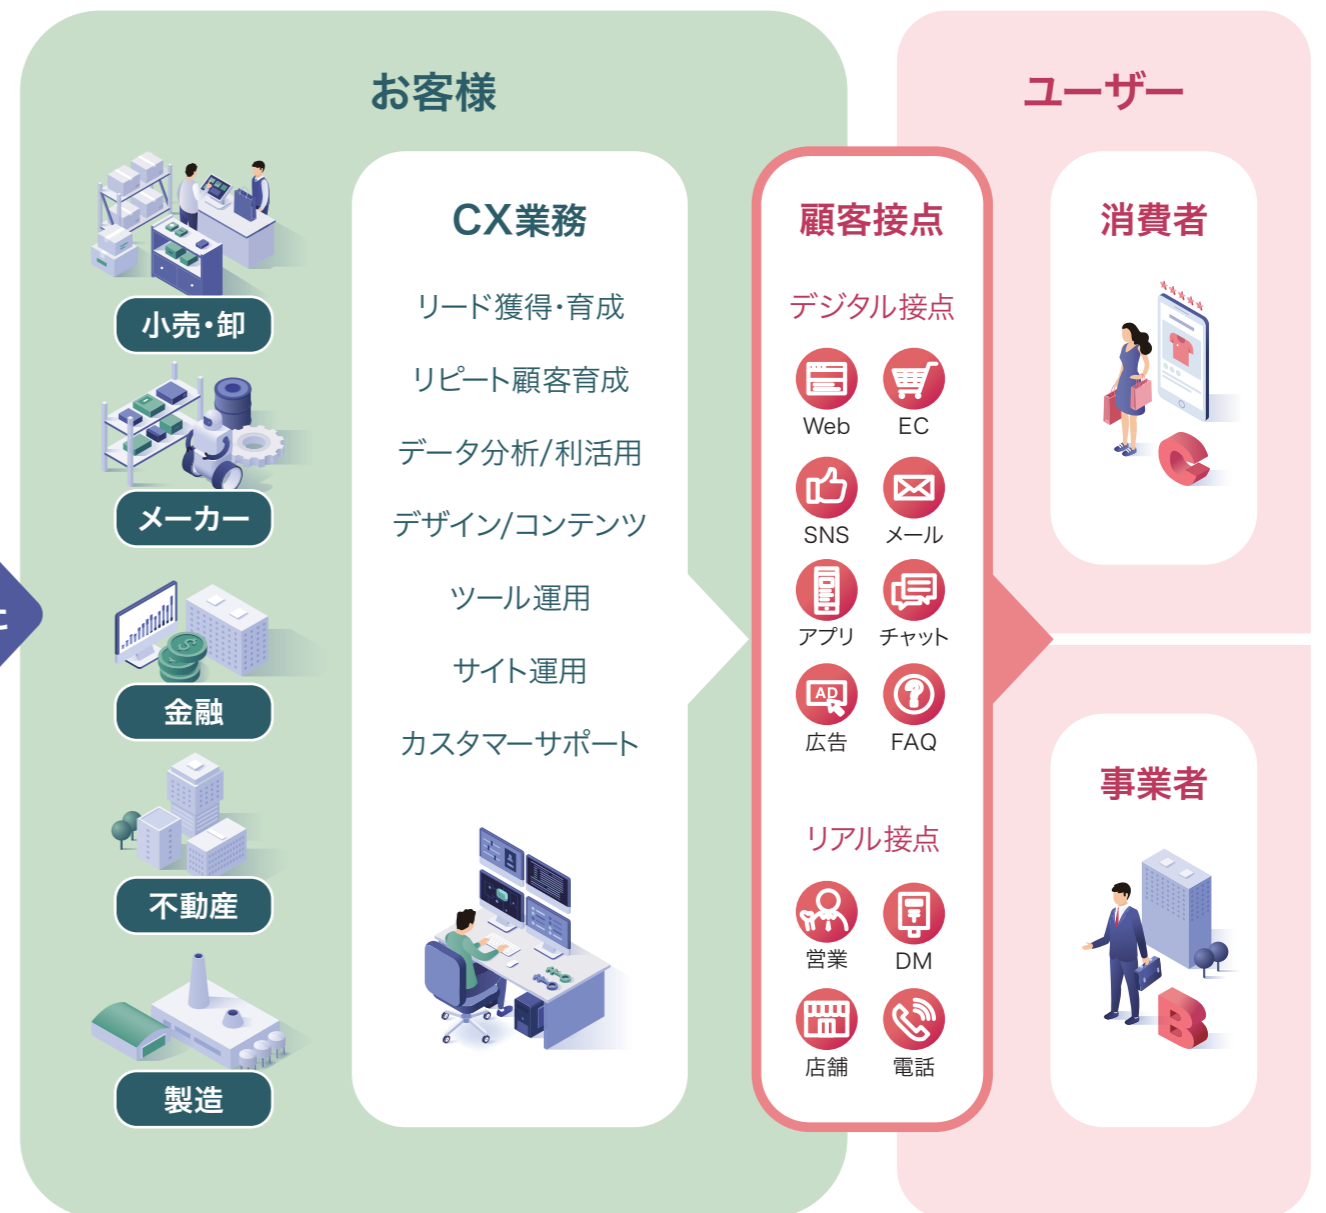 お客様
小売・卸
メーカー
金融
不動産
製造
CX業務
リード獲得・育成
リピート顧客育成
データ分析/利活用
デザイン/コンテンツ
ツール運用
サイト運用
カスタマーサポート
顧客接点
デジタル接点
Web
EC
SNS
メール
アプリ
チャット
AD
広告
FAQ
リアル接点
営業
DM
店舗
電話
ユーザー
消費者
C
事業者
B